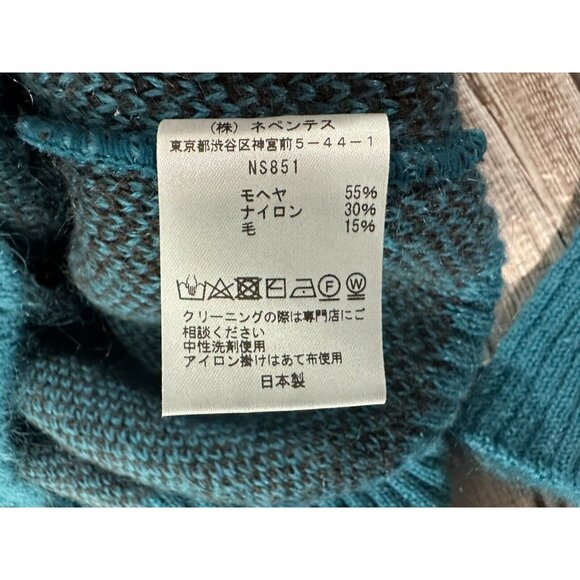 （株）ネペンテス
東京都渋谷区神宮前５－４４－１
NS851
モヘヤ 55%
ナイロン 30%
毛 15%
F W
クリーニングの際は専門店にご
相談ください
中性洗剤使用
アイロン掛けはあて布使用
日本製